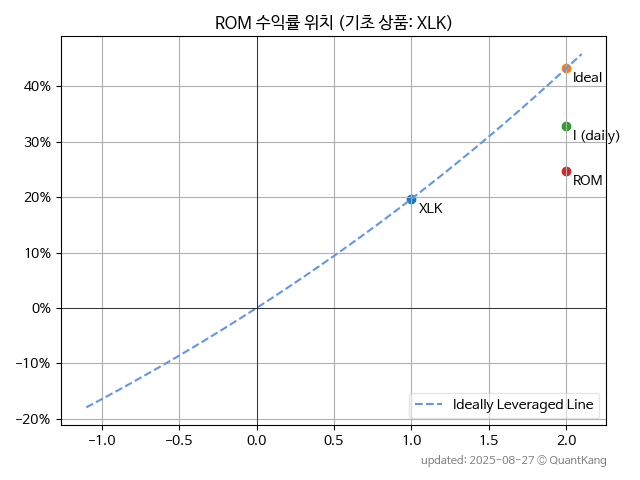 ROM 수익률 위치 (기초 상품: XLK)
40%
30%
20%
10%
0%
−10%
−20%
Ideal
I (daily)
ROM
XLK
Ideally Leveraged Line
−1.0
−0.5
0.0
0.5
1.0
1.5
2.0
updated: 2025-08-27 © QuantKang